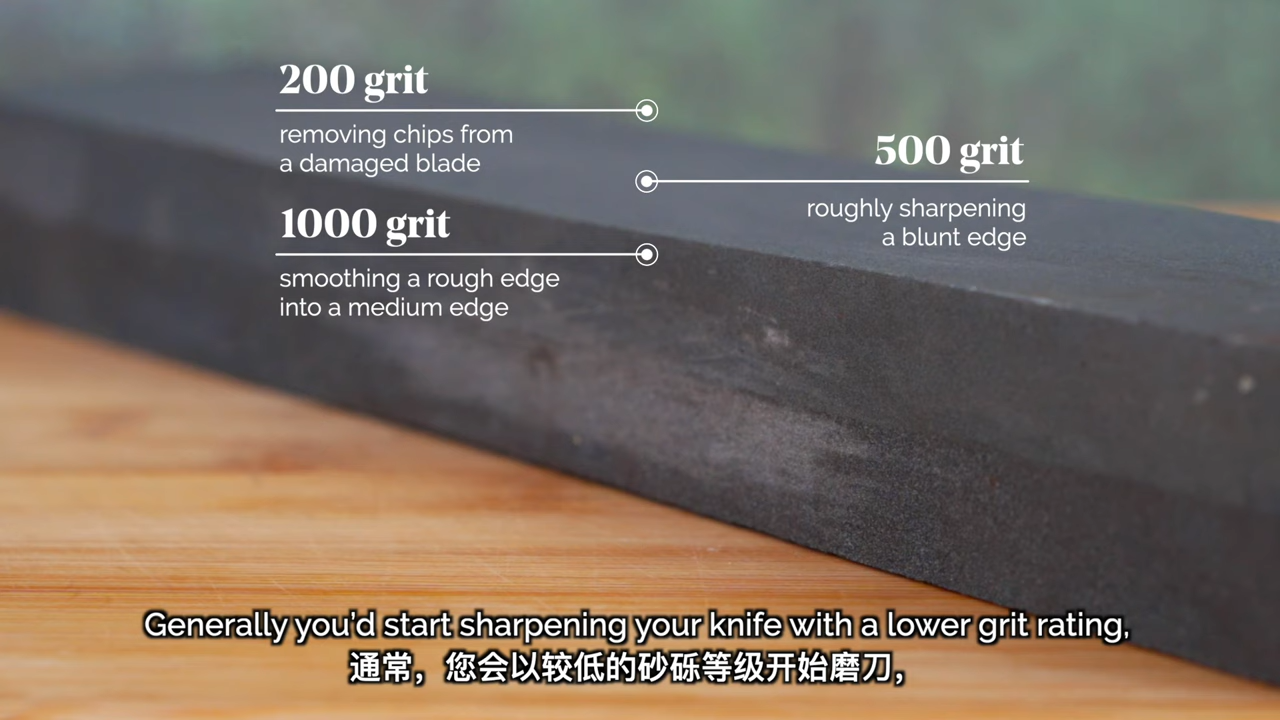 200 grit
removing chips from
a damaged blade
500 grit
roughly sharpening
a blunt edge
1000 grit
smoothing a rough edge
into a medium edge
Generally you'd start sharpening your knife with a lower grit rating,
通常，您会以较低的砂砾等级开始磨刀，